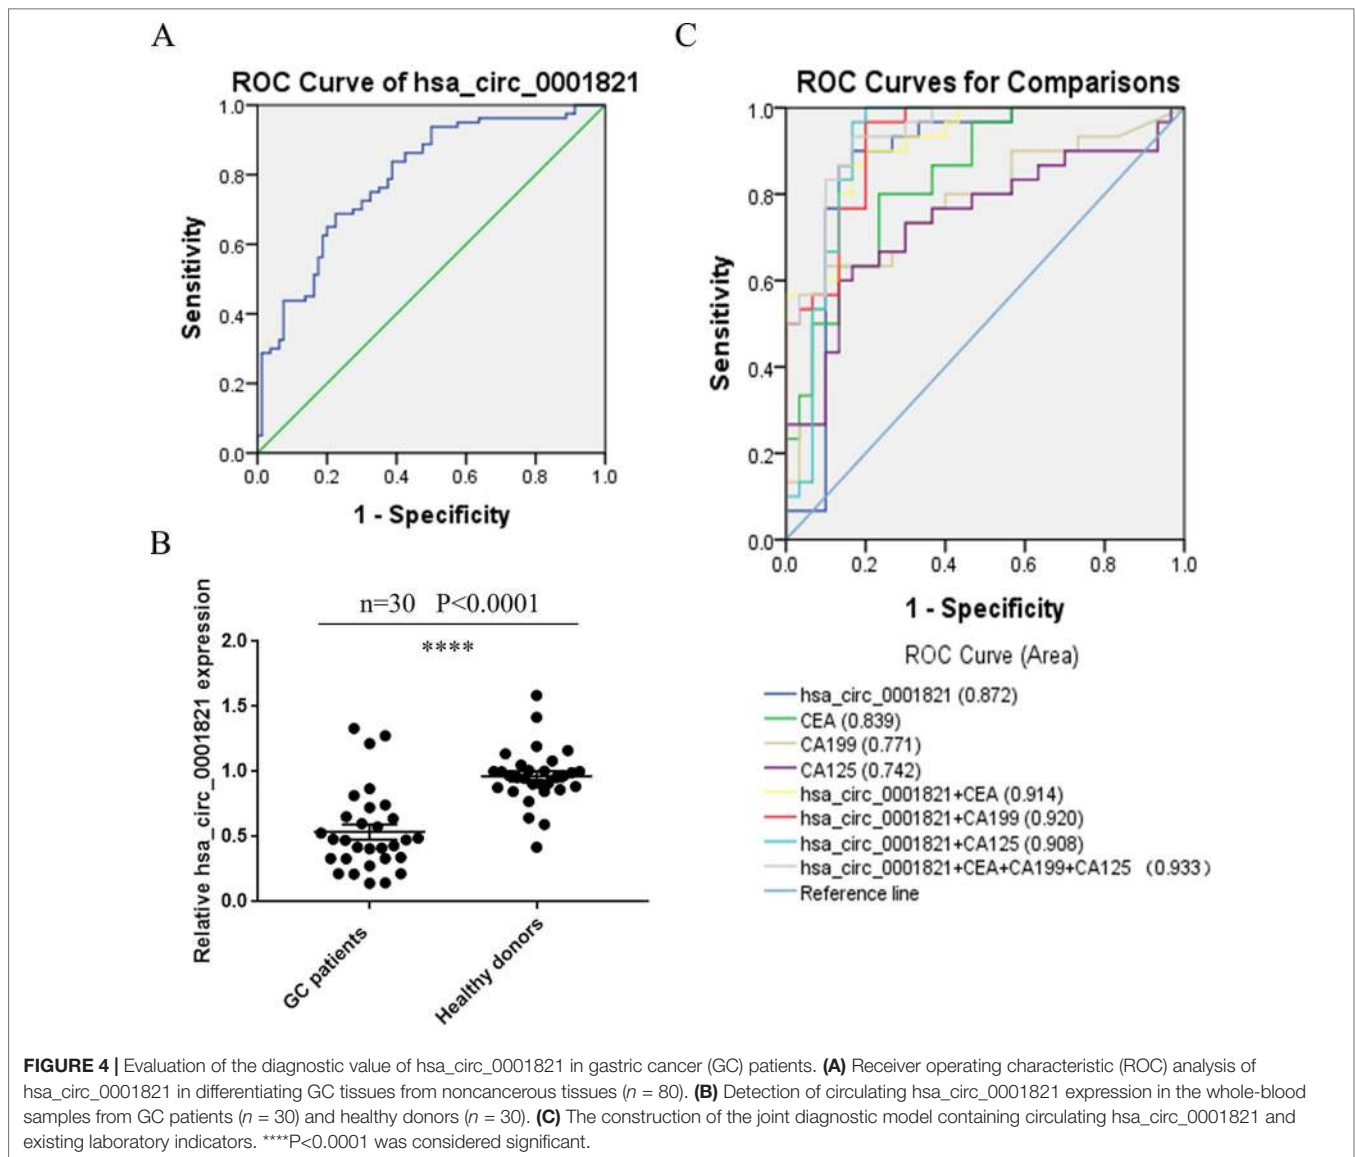 A
ROC Curve of hsa_circ_0001821
1.0
0.8
0.6
0.4
0.2
0.0
Sensitivity
0.0 0.2 0.4 0.6 0.8 1.0
1 - Specificity
B
n=30 P<0.0001
****
Relative hsa_circ_0001821 expression
2.0
1.5
1.0
0.5
0.0
GC patients
Healthy donors
C
ROC Curves for Comparisons
1.0
0.8
0.6
0.4
0.2
0.0
Sensitivity
0.0 0.2 0.4 0.6 0.8 1.0
1 - Specificity
ROC Curve (Area)
hsa_circ_0001821 (0.872)
CEA (0.839)
CA199 (0.771)
CA125 (0.742)
hsa_circ_0001821+CEA (0.914)
hsa_circ_0001821+CA199 (0.920)
hsa_circ_0001821+CA125 (0.908)
hsa_circ_0001821+CEA+CA199+CA125 (0.933)
Reference line
FIGURE 4 | Evaluation of the diagnostic value of hsa_circ_0001821 in gastric cancer (GC) patients. (A) Receiver operating characteristic (ROC) analysis of
hsa_circ_0001821 in differentiating GC tissues from noncancerous tissues (n = 80). (B) Detection of circulating hsa_circ_0001821 expression in the whole-blood
samples from GC patients (n = 30) and healthy donors (n = 30). (C) The construction of the joint diagnostic model containing circulating hsa_circ_0001821 and
existing laboratory indicators. ****P<0.0001 was considered significant.